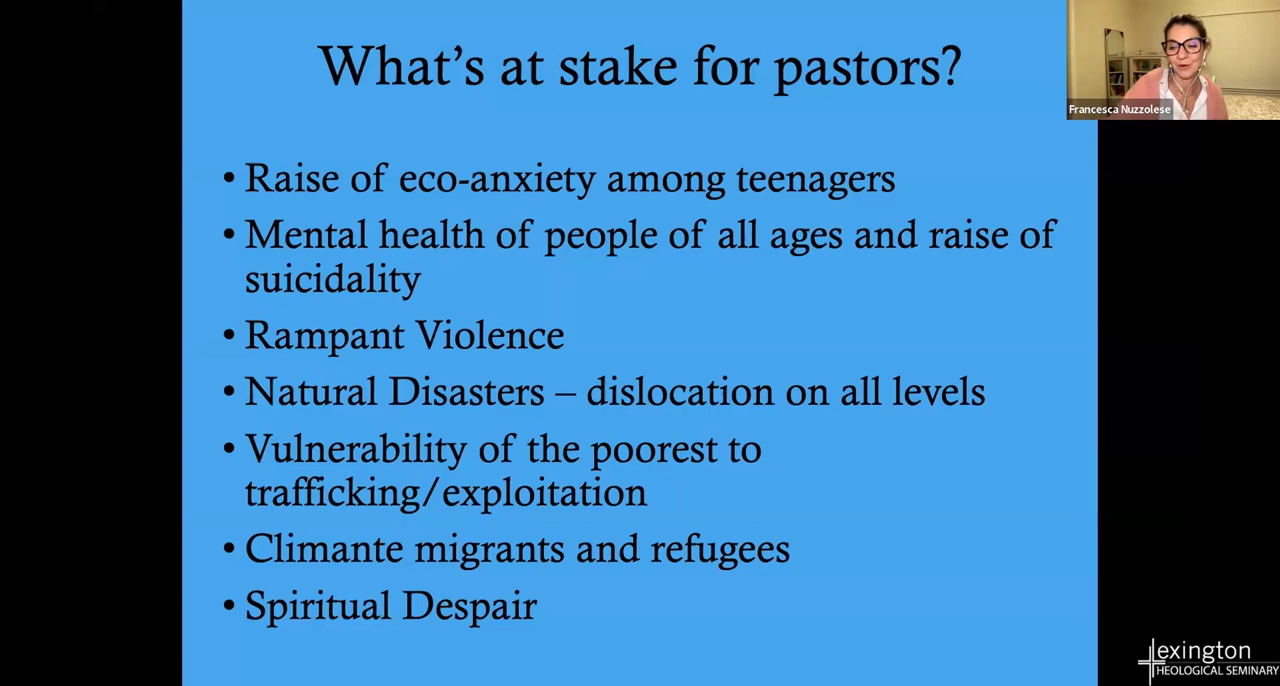 What's at stake for pastors?
Francesca Nuzzolese
• Raise of eco-anxiety among teenagers
• Mental health of people of all ages and raise of
suicidality
• Rampant Violence
• Natural Disasters – dislocation on all levels
• Vulnerability of the poorest to
trafficking/exploitation
• Climante migrants and refugees
• Spiritual Despair
Lexington
THEOLOGICAL SEMINARY